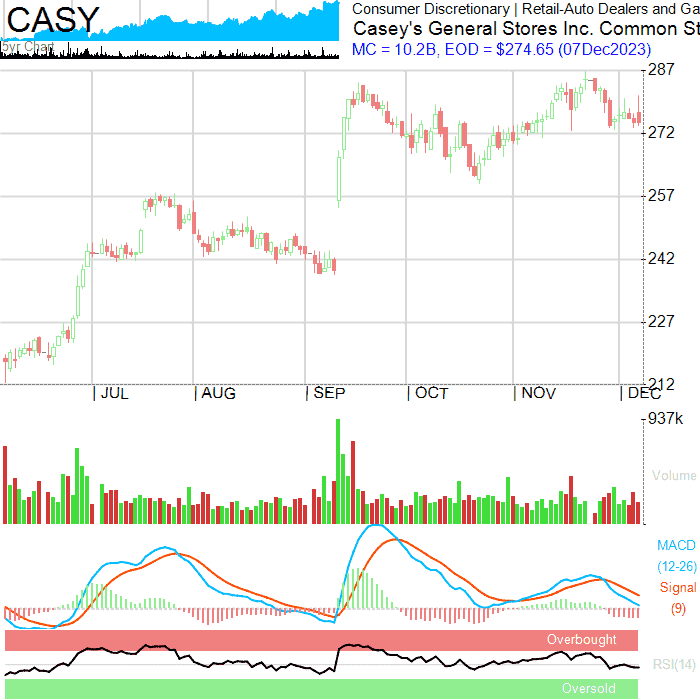 CASY
5yr Chart
Consumer Discretionary | Retail-Auto Dealers and Ga
Casey's General Stores Inc. Common St
MC = 10.2B, EOD = $274.65 (07Dec2023)
287
272
257
242
227
212
JUL
AUG
SEP
OCT
NOV
DEC
937k
Volume
MACD
(12-26)
Signal
(9)
Overbought
RSI(14)
Oversold